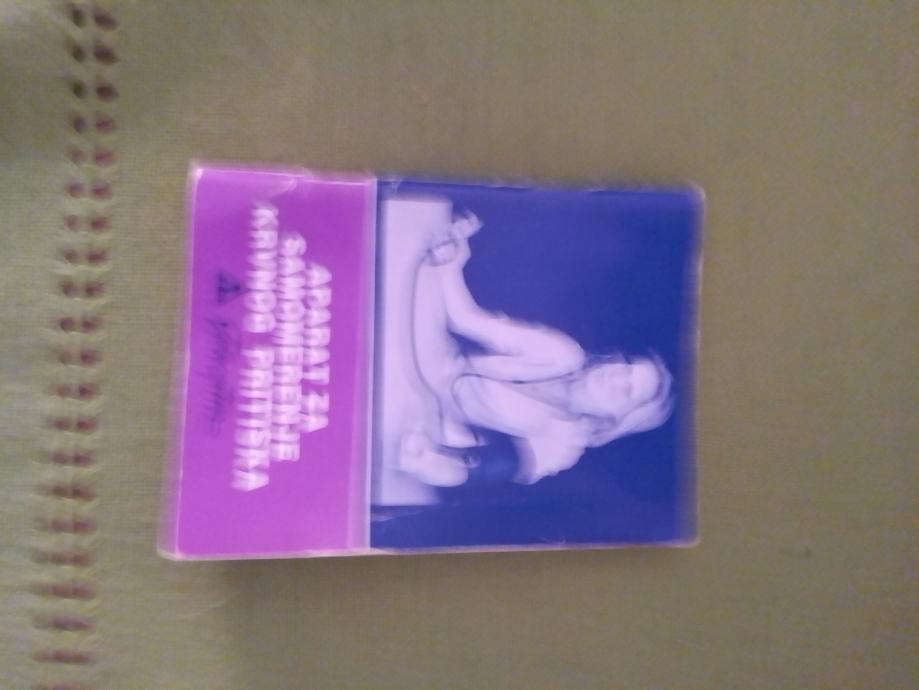 APARAT ZA
SAMOMERENJE
KRVNOG PRITISKA